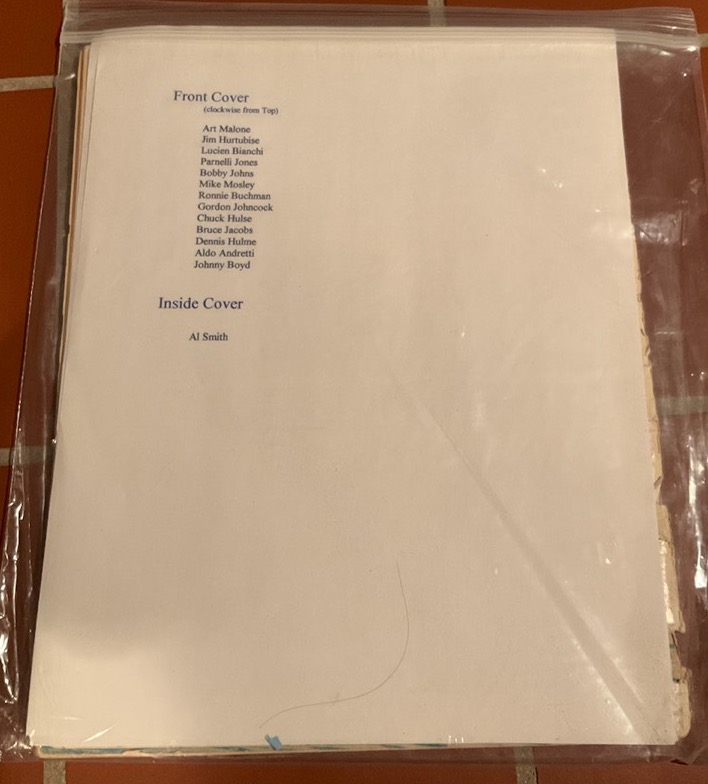 Front Cover
(clockwise from Top)
Art Malone
Jim Hurtubise
Lucien Bianchi
Parnelli Jones
Bobby Johns
Mike Mosley
Ronnie Buchman
Gordon Johncock
Chuck Hulse
Bruce Jacobs
Dennis Hulme
Aldo Andretti
Johnny Boyd
Inside Cover
Al Smith